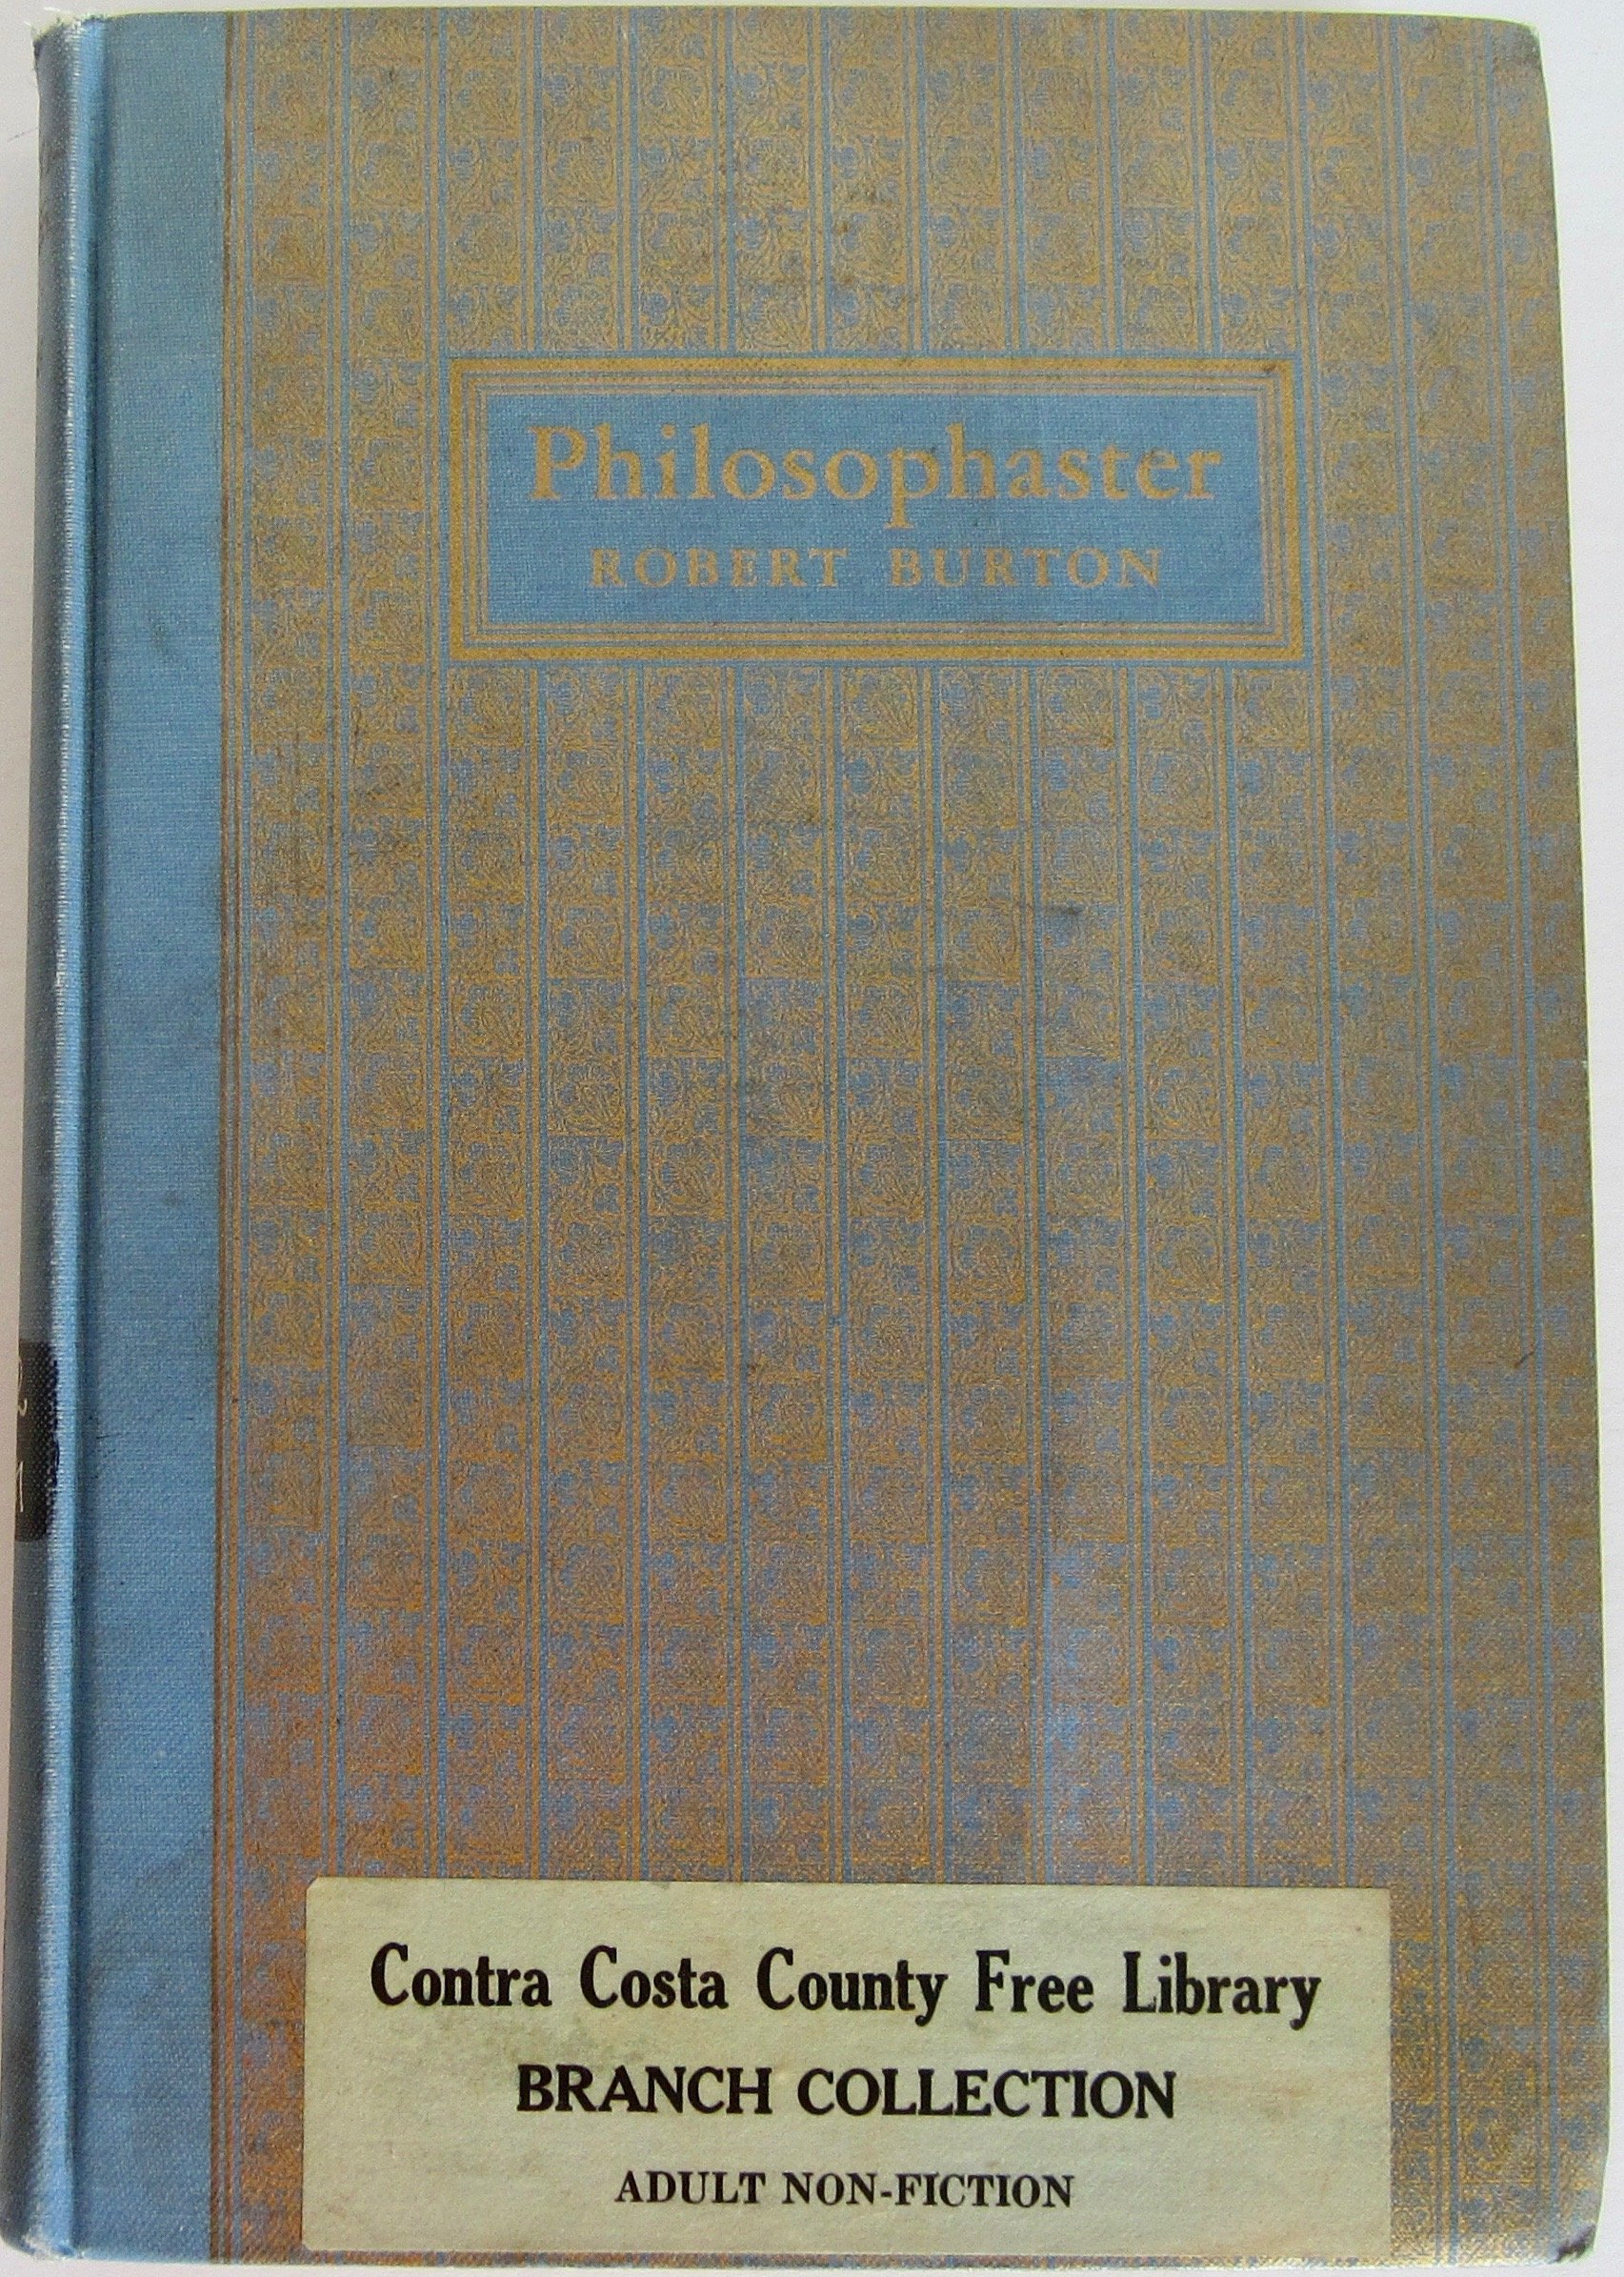 Philosophaster
ROBERT BURTON
Contra Costa County Free Library
BRANCH COLLECTION
ADULT NON-FICTION